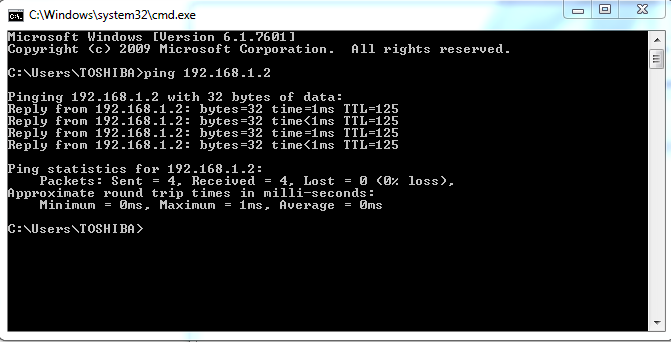 C:\Windows\system32\cmd.exe
Microsoft Windows [Version 6.1.7601]
Copyright (c) 2009 Microsoft Corporation.  All rights reserved.
C:\Users\TOSHIBA>ping 192.168.1.2
Pinging 192.168.1.2 with 32 bytes of data:
Reply from 192.168.1.2: bytes=32 time=1ms TTL=125
Reply from 192.168.1.2: bytes=32 time<1ms TTL=125
Reply from 192.168.1.2: bytes=32 time=1ms TTL=125
Reply from 192.168.1.2: bytes=32 time<1ms TTL=125
Ping statistics for 192.168.1.2:
    Packets: Sent = 4, Received = 4, Lost = 0 (0% loss),
Approximate round trip times in milli-seconds:
    Minimum = 0ms, Maximum = 1ms, Average = 0ms
C:\Users\TOSHIBA>